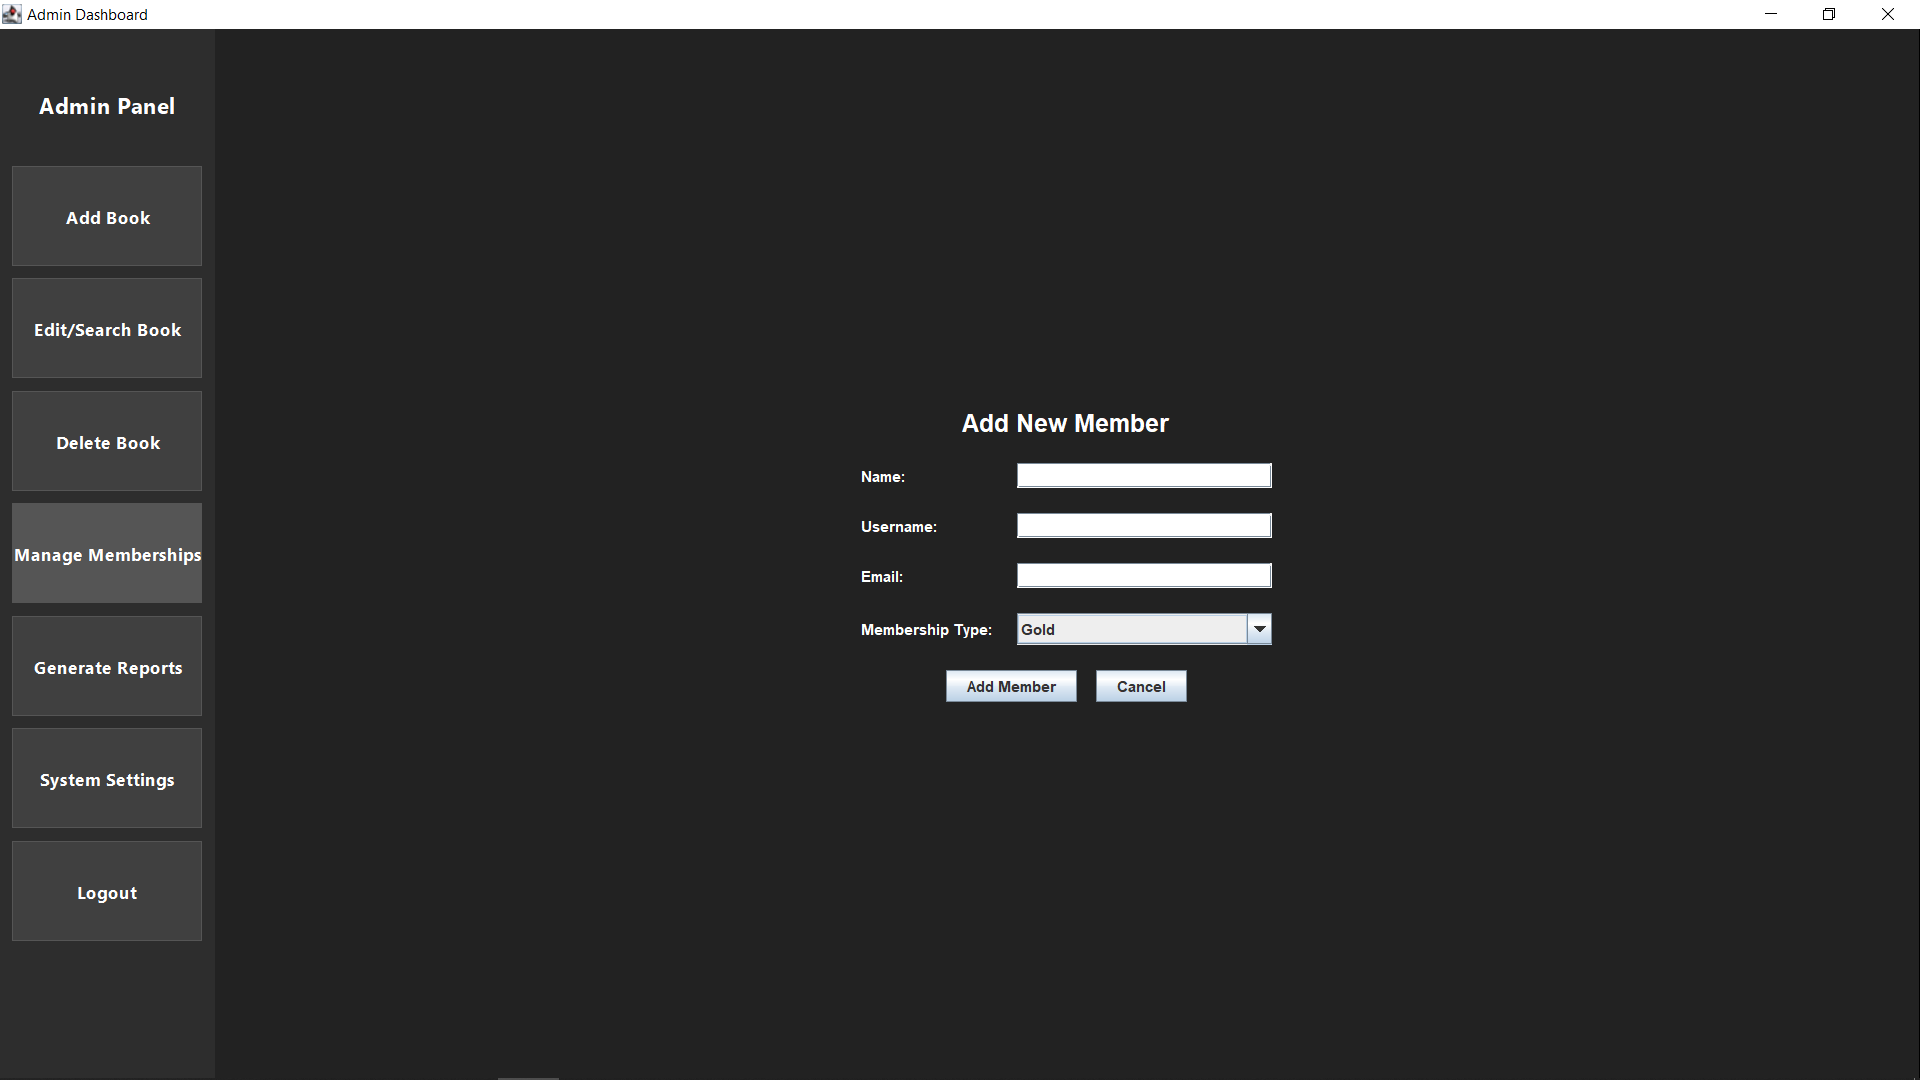 Admin Dashboard
Admin Panel
Add Book
Edit/Search Book
Delete Book
Manage Memberships
Generate Reports
System Settings
Logout
Add New Member
Name:
Username:
Email:
Membership Type: Gold
Add Member Cancel